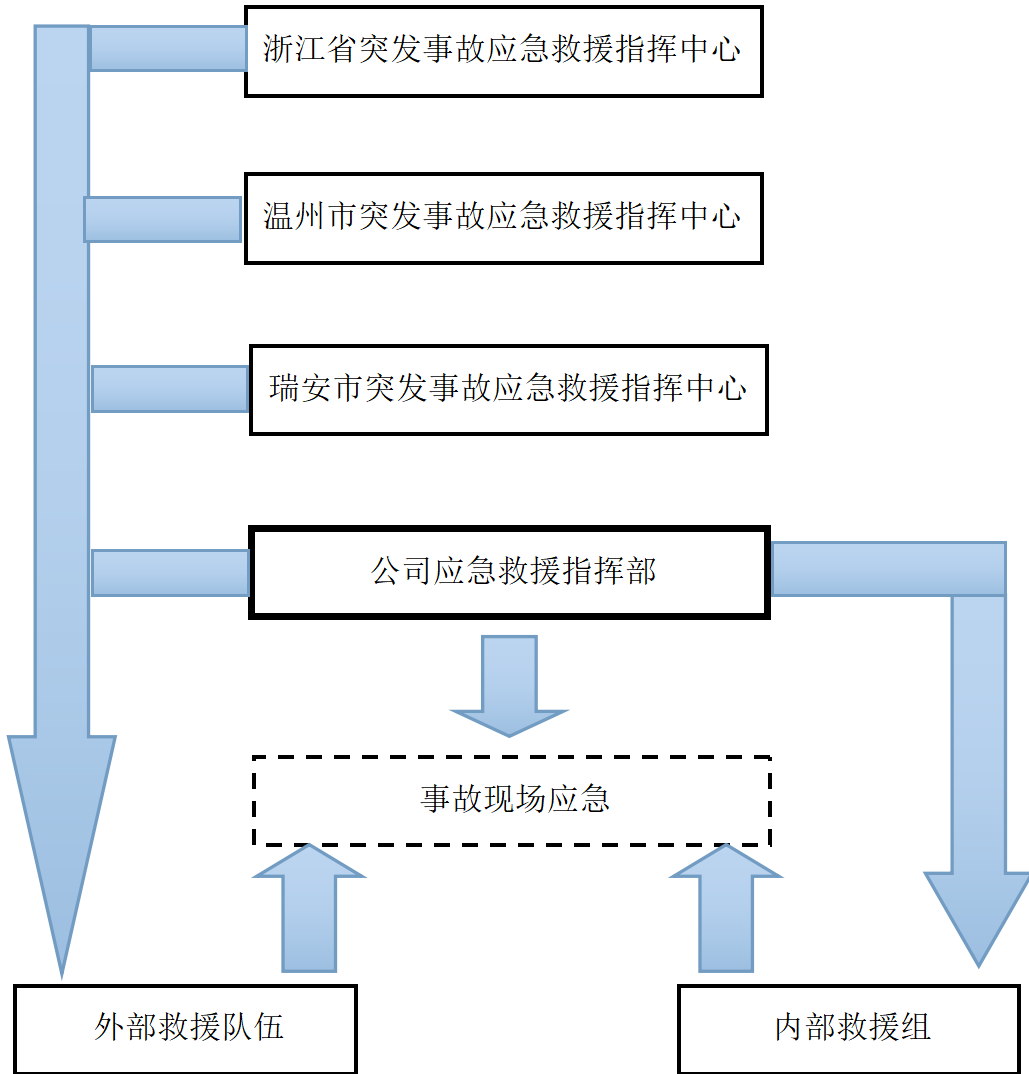 浙江省突发事故应急救援指挥中心
温州市突发事故应急救援指挥中心
瑞安市突发事故应急救援指挥中心
公司应急救援指挥部
事故现场应急
外部救援队伍
内部救援组